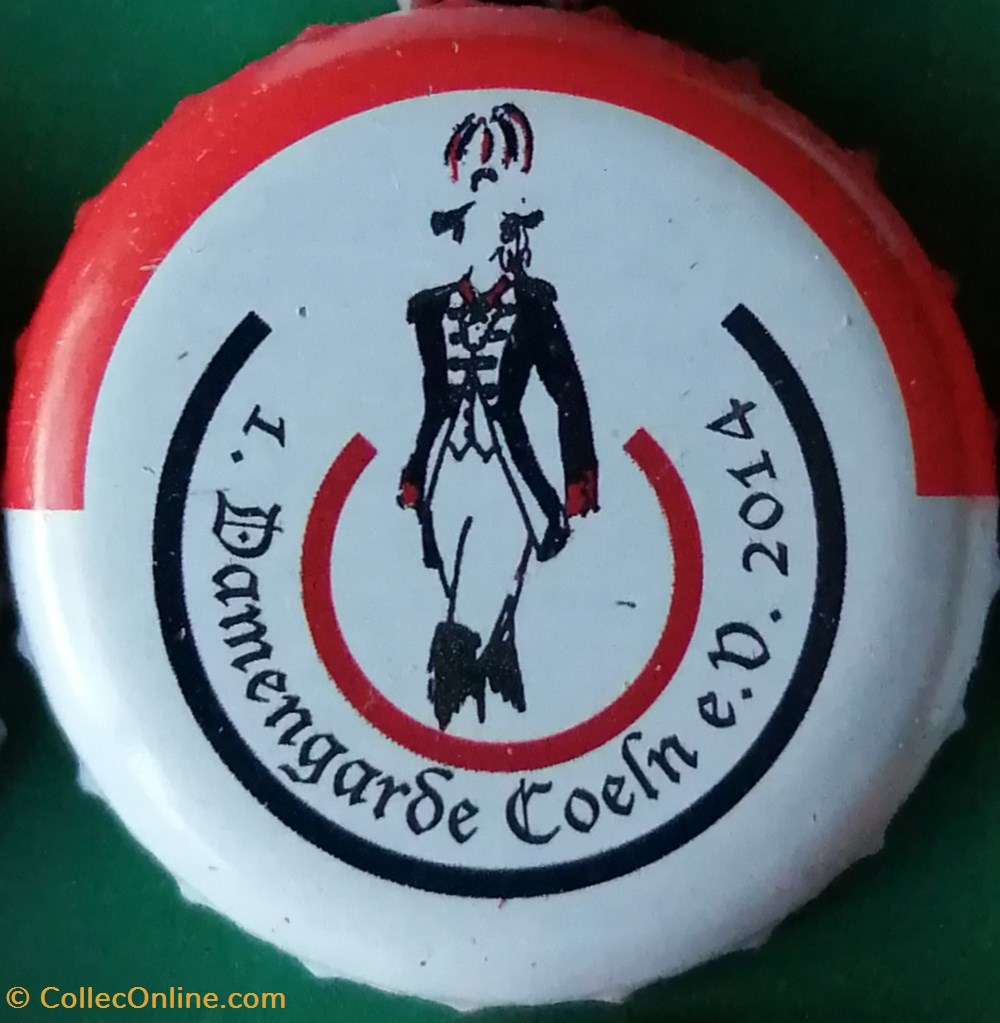 1. Damengarde Coeln e.V. 2014
© CollecOnline.com